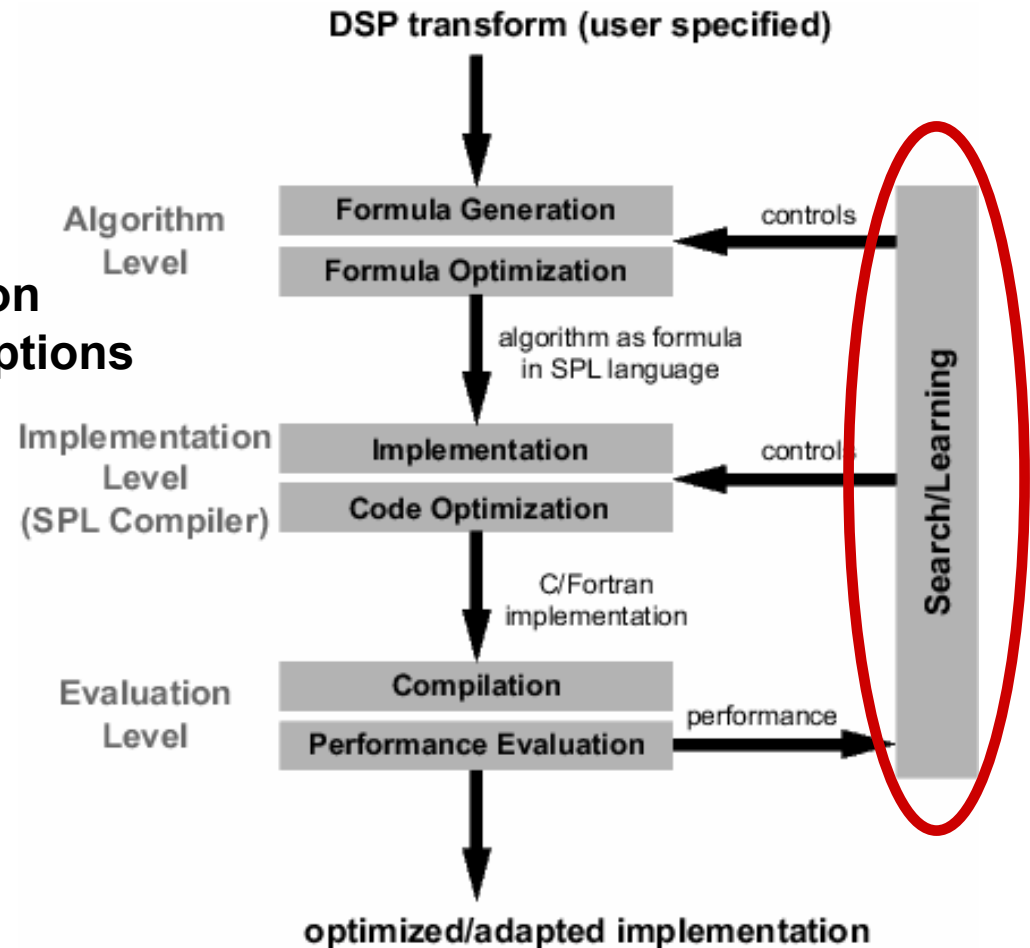 DSP transform (user specified)
Algorithm
Level
Formula Generation
controls
Formula Optimization
on
ptions
algorithm as formula
in SPL language
Search/Learning
Implementation
Level
(SPL Compiler)
Implementation
controls
Code Optimization
C/Fortran
implementation
Evaluation
Level
Compilation
performance
Performance Evaluation
optimized/adapted implementation